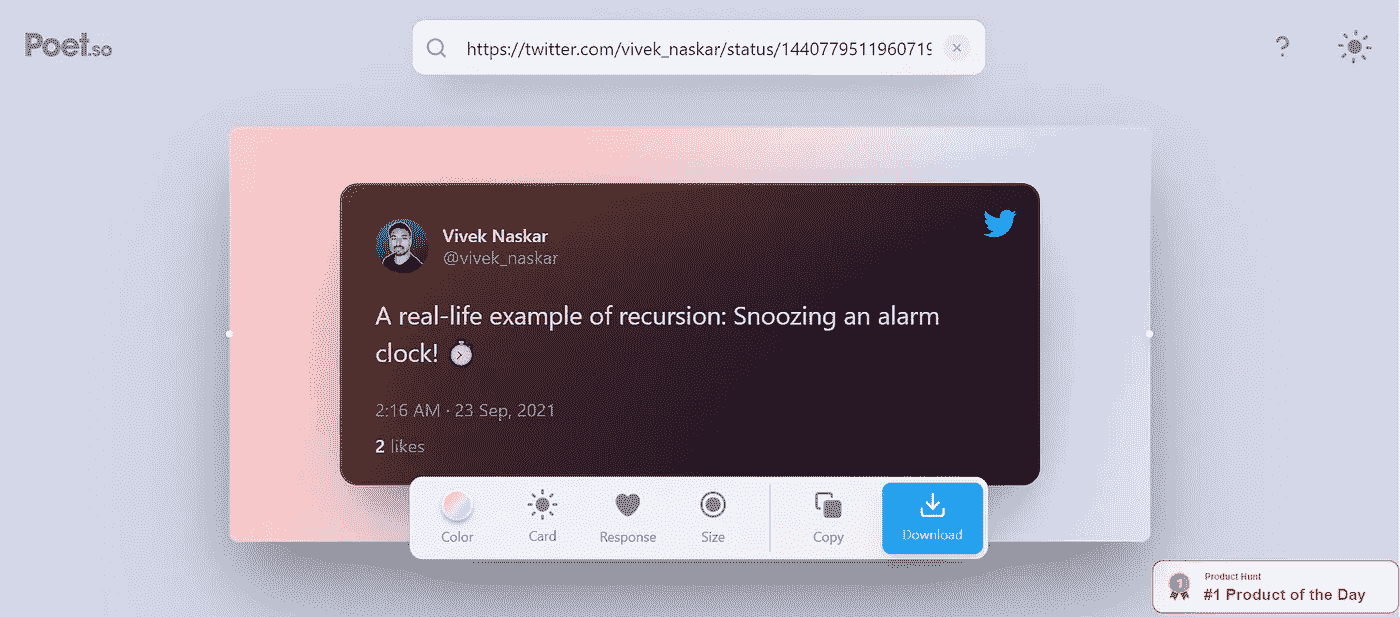 Poet.so
https://twitter.com/vivek_naskar/status/1440779511960719
?
Vivek Naskar
@vivek_naskar
A real-life example of recursion: Snoozing an alarm
clock! ⏱
2:16 AM · 23 Sep, 2021
2 likes
Color
Card
Response
Size
Copy
Download
1
Product Hunt
#1 Product of the Day